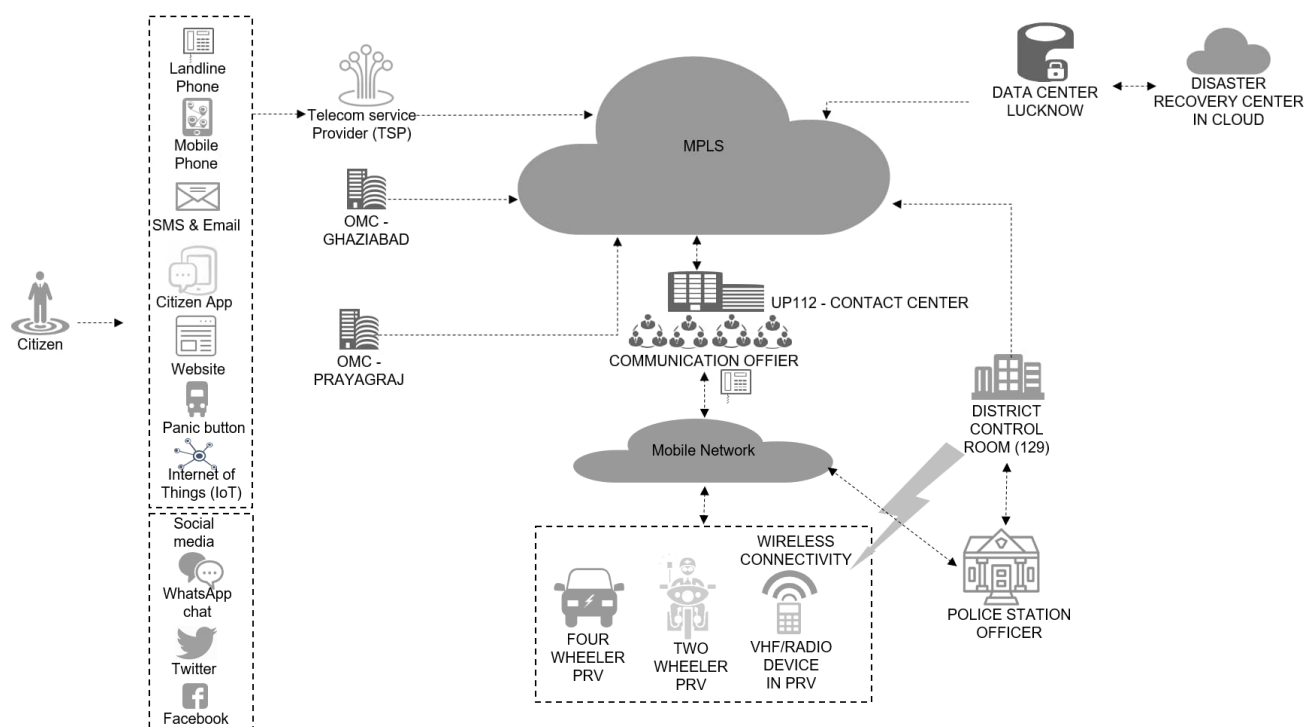 Citizen
Landline
Phone
Mobile
Phone
SMS & Email
Citizen App
Website
Panic button
Internet of
Things (IoT)
Social
media
WhatsApp
chat
Twitter
Facebook
Telecom service
Provider (TSP)
OMC -
GHAZIABAD
OMC -
PRAYAGRAJ
MPLS
DATA CENTER
LUCKNOW
DISASTER
RECOVERY CENTER
IN CLOUD
UP112 - CONTACT CENTER
COMMUNICATION OFFIER
Mobile Network
DISTRICT
CONTROL
ROOM (129)
WIRELESS
CONNECTIVITY
FOUR
WHEELER
PRV
TWO
WHEELER
PRV
VHF/RADIO
DEVICE
IN PRV
POLICE STATION
OFFICER